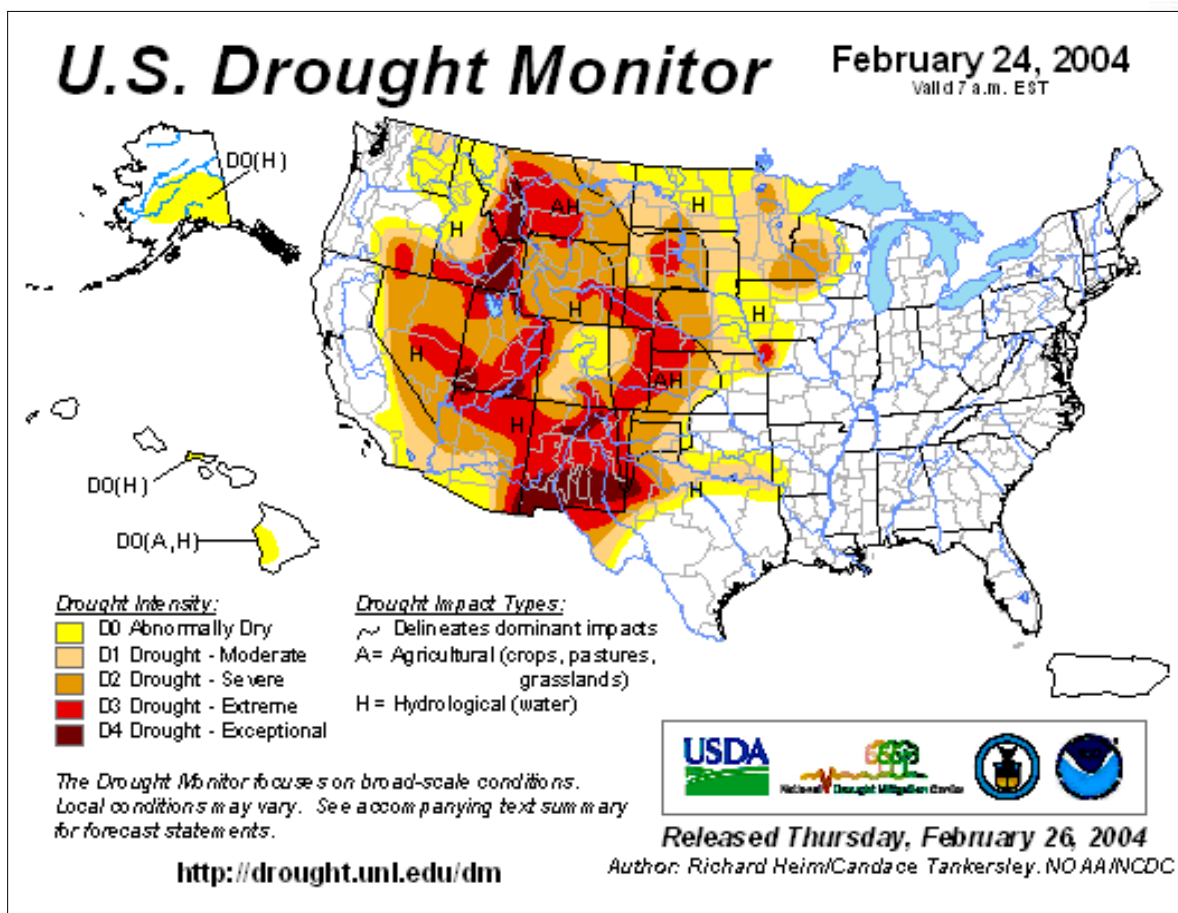 U.S. Drought Monitor
February 24, 2004
Valid 7 a.m. EST
D0(H)
H
AH
H
H
H
H
AH
H
H
D0(H)
D0(A,H)
Drought Intensity:
D0 Abnormally Dry
D1 Drought - Moderate
D2 Drought - Severe
D3 Drought - Extreme
D4 Drought - Exceptional
Drought Impact Types:
Delineates dominant impacts
A = Agricultural (crops, pastures,
grasslands)
H = Hydrological (water)
The Drought Monitor focuses on broad-scale conditions.
Local conditions may vary. See accompanying text summary
for forecast statements.
http://drought.unl.edu/dm
USDA
National Drought Mitigation Center
Released Thursday, February 26, 2004
Author: Richard Heim/Candace Tankersley, NOAA/NCDC